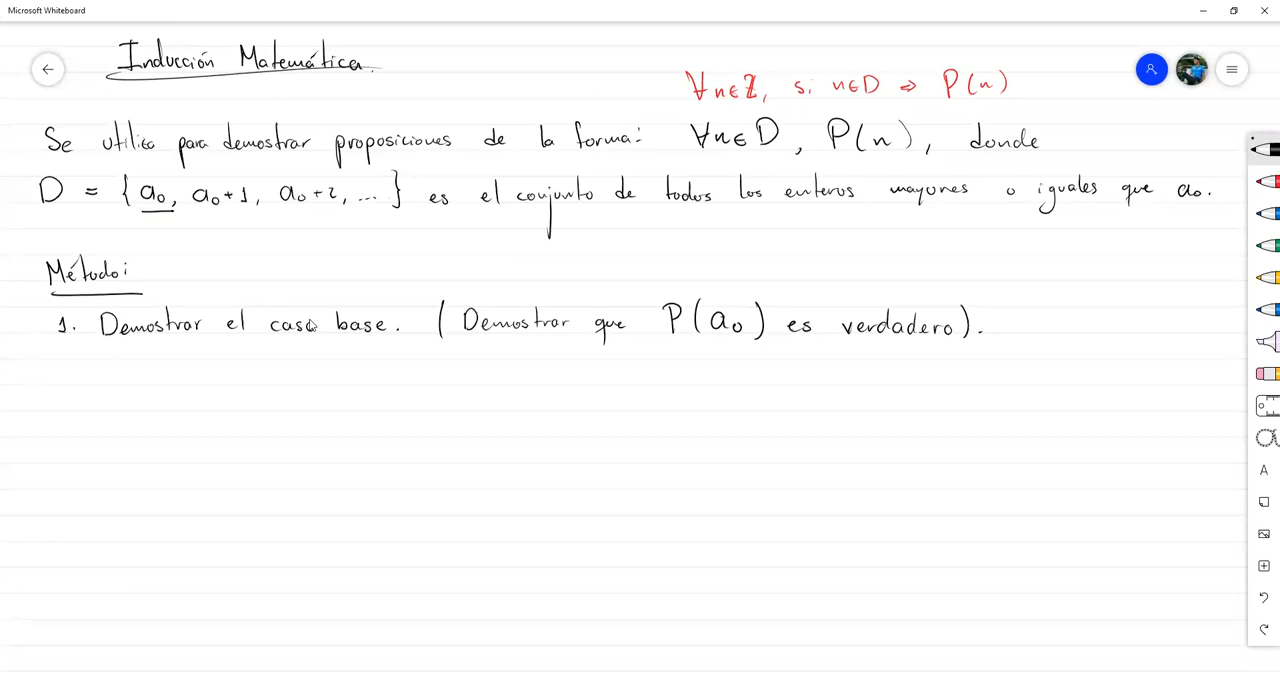 Microsoft Whiteboard
Inducción Matemática.
∀n∈ℤ, si n∈D ⇒ P(n)
Se utiliza para demostrar proposiciones de la forma: ∀n∈D, P(n), donde
D = {a₀, a₀+1, a₀+2, ...} es el conjunto de todos los enteros mayores o iguales que a₀.
Método:
1. Demostrar el caso base. (Demostrar que P(a₀) es verdadero).